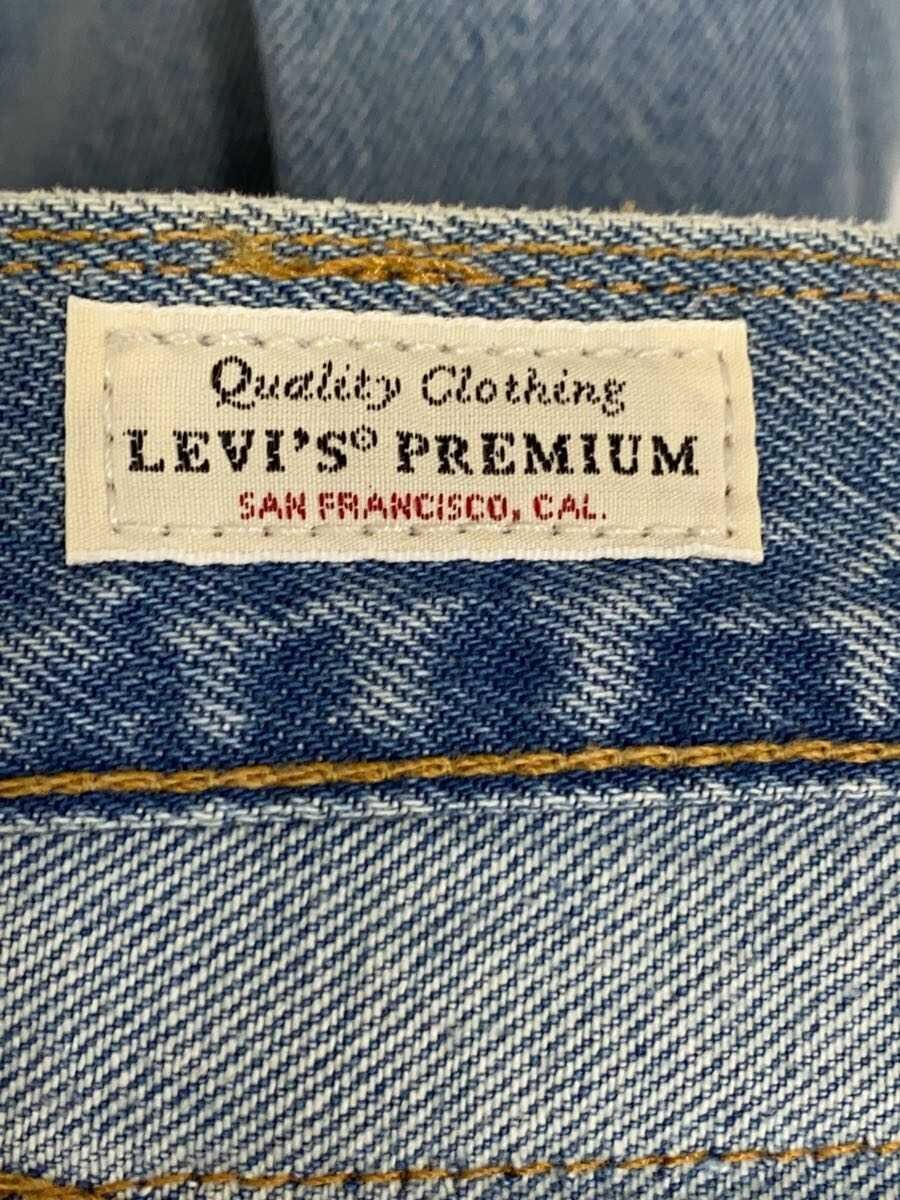 Quality Clothing
LEVI'S® PREMIUM
SAN FRANCISCO, CAL.